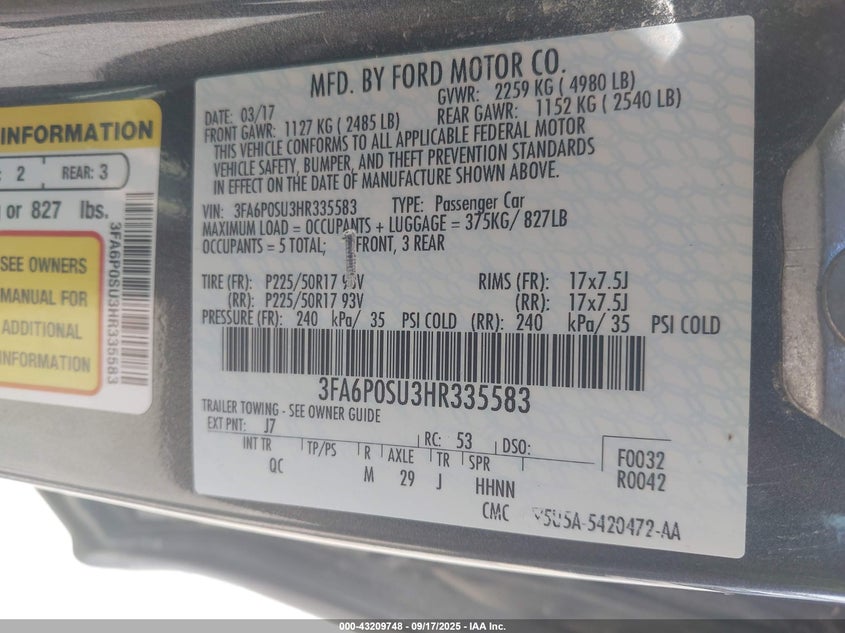 MFD. BY FORD MOTOR CO.
DATE: 03/17
GVWR: 2259 KG ( 4980 LB)
FRONT GAWR: 1127 KG ( 2485 LB)
REAR GAWR: 1152 KG ( 2540 LB)
THIS VEHICLE CONFORMS TO ALL APPLICABLE FEDERAL MOTOR
VEHICLE SAFETY, BUMPER, AND THEFT PREVENTION STANDARDS
IN EFFECT ON THE DATE OF MANUFACTURE SHOWN ABOVE.
VIN: 3FA6P0SU3HR335583 TYPE: Passenger Car
MAXIMUM LOAD = OCCUPANTS + LUGGAGE = 375KG/ 827LB
OCCUPANTS = 5 TOTAL; FRONT, 3 REAR
TIRE (FR): P225/50R17 RIMS (FR): 17x7.5J
(RR): P225/50R17 93V (RR): 17x7.5J
PRESSURE (FR): 240 kPa/ 35 PSI COLD (RR): 240 kPa/ 35 PSI COLD
3FA6P0SU3HR335583
TRAILER TOWING - SEE OWNER GUIDE
EXT PNT: J7 RC: 53 DSO:
INT TR TP/PS R AXLE TR SPR
QC M 29 J HHNN
F0032
R0042
CMC 5U5A-5420472-AA
INFORMATION
: 2 REAR: 3
or 827 lbs.
SEE OWNERS
MANUAL FOR
ADDITIONAL
INFORMATION
3FA6P0SU3HR335583
000-43209748 - 09/17/2025 - IAA Inc.